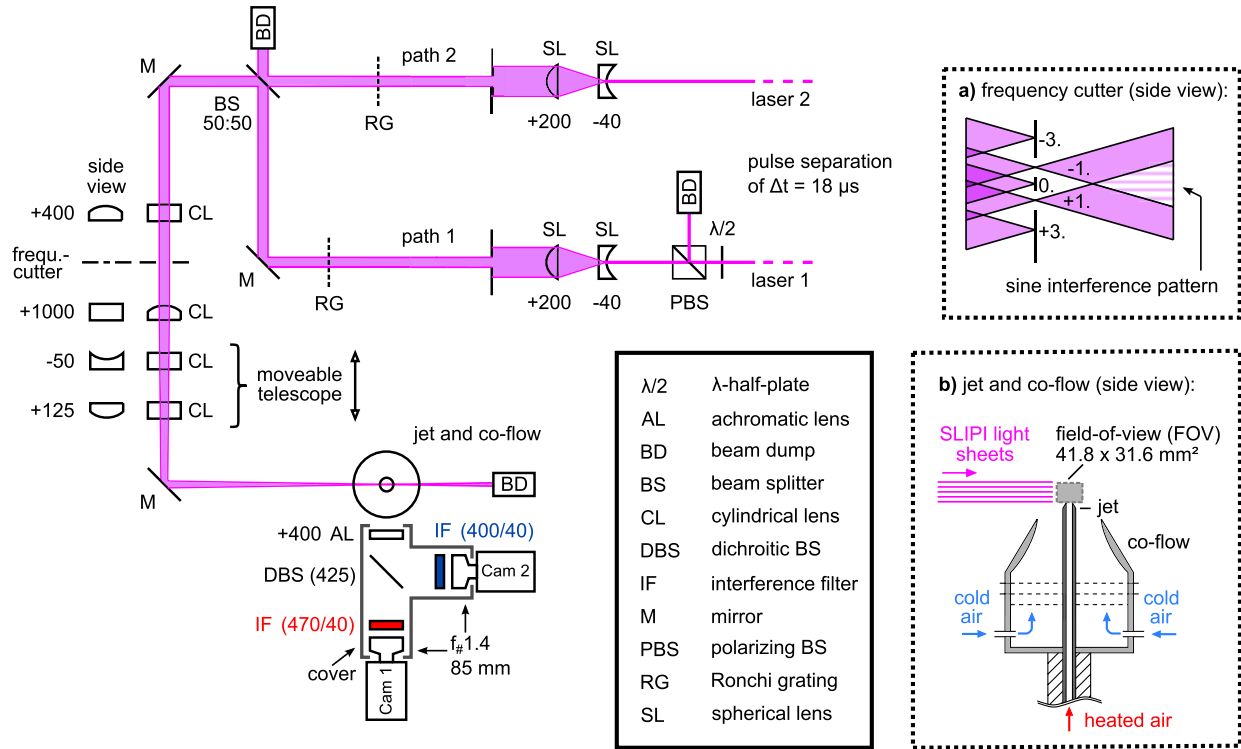 BD
M
path 2
SL
SL
BS
50:50
RG
+200
-40
laser 2
side
view
pulse separation
of Δt = 18 µs
+400
CL
BD
frequ.-
cutter
path 1
SL
SL
λ/2
M
RG
+200
-40
PBS
laser 1
+1000
CL
-50
CL
moveable
telescope
+125
CL
jet and co-flow
M
BD
+400 AL
IF (400/40)
DBS (425)
Cam 2
IF (470/40)
f#1.4
85 mm
cover
Cam 1
λ/2 λ-half-plate
AL achromatic lens
BD beam dump
BS beam splitter
CL cylindrical lens
DBS dichroitic BS
IF interference filter
M mirror
PBS polarizing BS
RG Ronchi grating
SL spherical lens
a) frequency cutter (side view):
-3.
-1.
0.
+1.
+3.
sine interference pattern
b) jet and co-flow (side view):
SLIPI light
sheets
field-of-view (FOV)
41.8 x 31.6 mm²
jet
co-flow
cold
air
cold
air
heated air